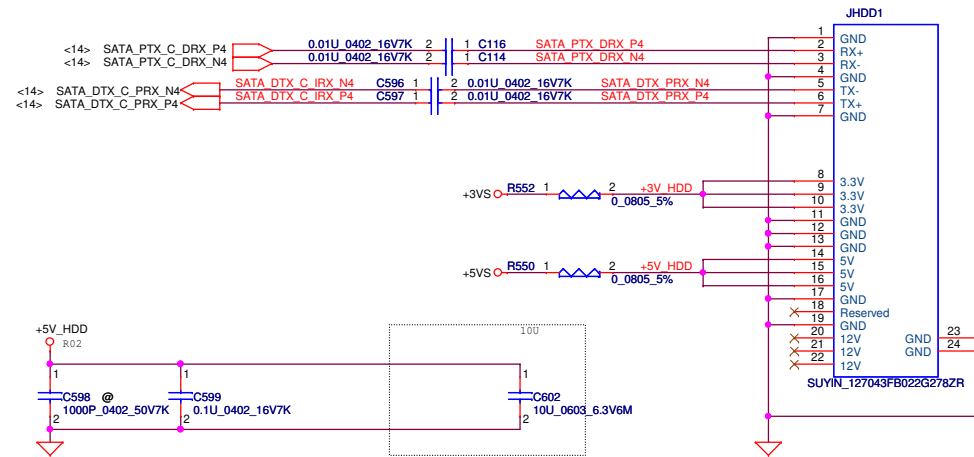 JHDD1
<14> SATA_PTX_C_DRX_P4 0.01U_0402_16V7K 2 1 C116 SATA_PTX_DRX_P4
<14> SATA_PTX_C_DRX_N4 0.01U_0402_16V7K 2 1 C114 SATA_PTX_DRX_N4
<14> SATA_DTX_C_PRX_N4 SATA_DTX_C_IRX_N4 C596 1 2 0.01U_0402_16V7K SATA_DTX_PRX_N4
<14> SATA_DTX_C_PRX_P4 SATA_DTX_C_IRX_P4 C597 1 2 0.01U_0402_16V7K SATA_DTX_PRX_P4
1 GND
2 RX+
3 RX-
4 GND
5 TX-
6 TX+
7 GND
8 3.3V
+3VS R552 1 2 +3V_HDD 9 3.3V
0_0805_5% 10 3.3V
11 GND
12 GND
13 GND
14 5V
+5VS R550 1 2 +5V_HDD 15 5V
0_0805_5% 16 5V
17 GND
18 Reserved
19 GND
20 12V GND 23
21 12V GND 24
22 12V
SUYIN_127043FB022G278ZR
+5V_HDD
R02
10U
1 1 1
C598 @ C599 C602
1000P_0402_50V7K 0.1U_0402_16V7K 10U_0603_6.3V6M
2 2 2